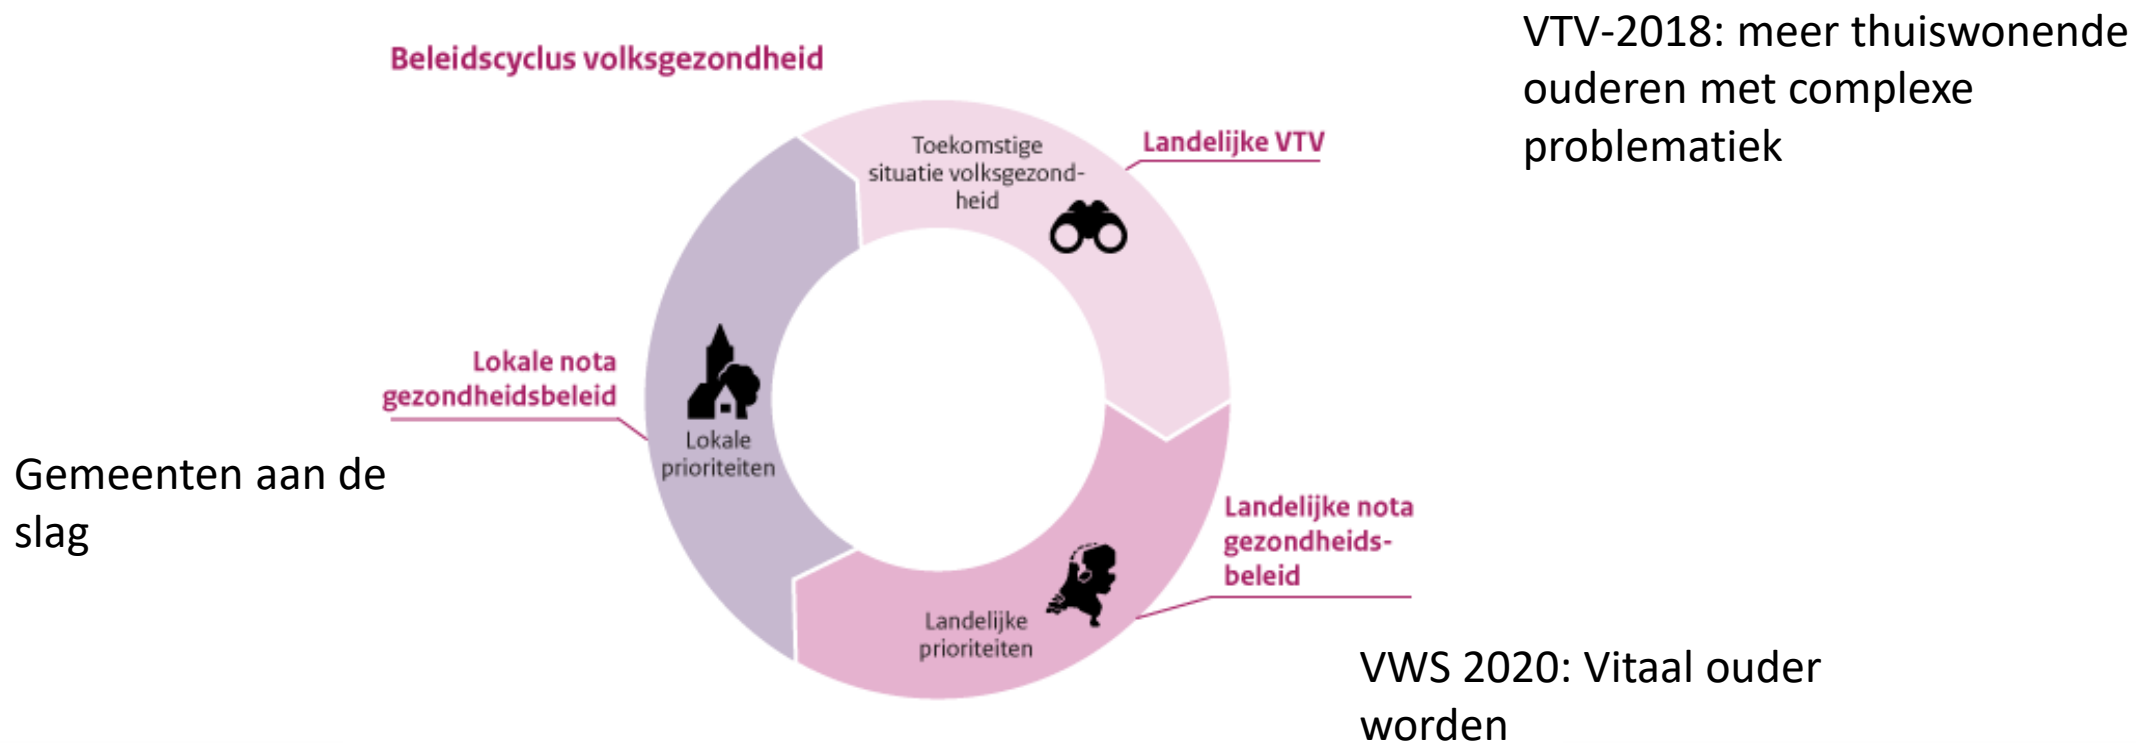 Beleidscyclus volksgezondheid
VTV-2018: meer thuiswonende
ouderen met complexe
problematiek
Toekomstige
situatie volksgezond-
heid
Landelijke VTV
Lokale nota
gezondheidsbeleid
Lokale
prioriteiten
Gemeenten aan de
slag
Landelijke nota
gezondheids-
beleid
Landelijke
prioriteiten
VWS 2020: Vitaal ouder
worden